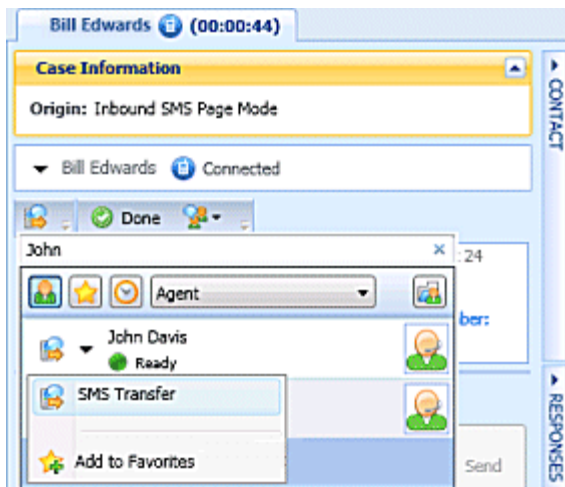 Bill Edwards (00:00:44)
Case Information
Origin: Inbound SMS Page Mode
Bill Edwards Connected
Done
John
: 24
Agent
ber:
John Davis
Ready
SMS Transfer
Add to Favorites
Send
CONTACT
RESPONSES